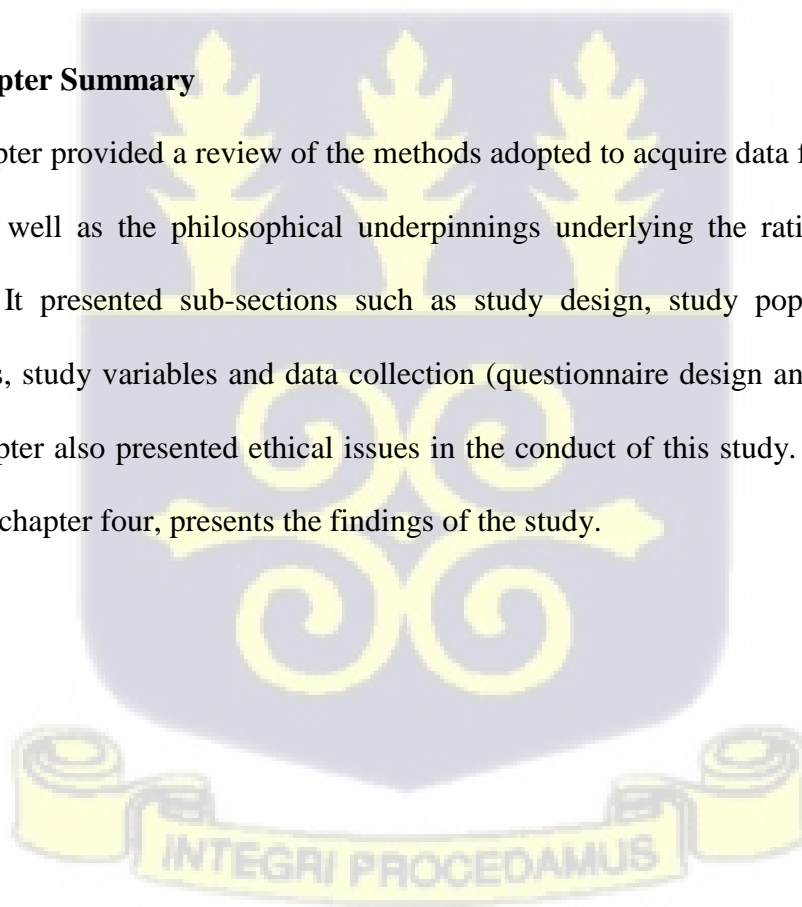 pter Summary
pter provided a review of the methods adopted to acquire data f
well as the philosophical underpinnings underlying the rati
It presented sub-sections such as study design, study pop
s, study variables and data collection (questionnaire design an
pter also presented ethical issues in the conduct of this study.
chapter four, presents the findings of the study.
INTEGRI PROCEDAMUS